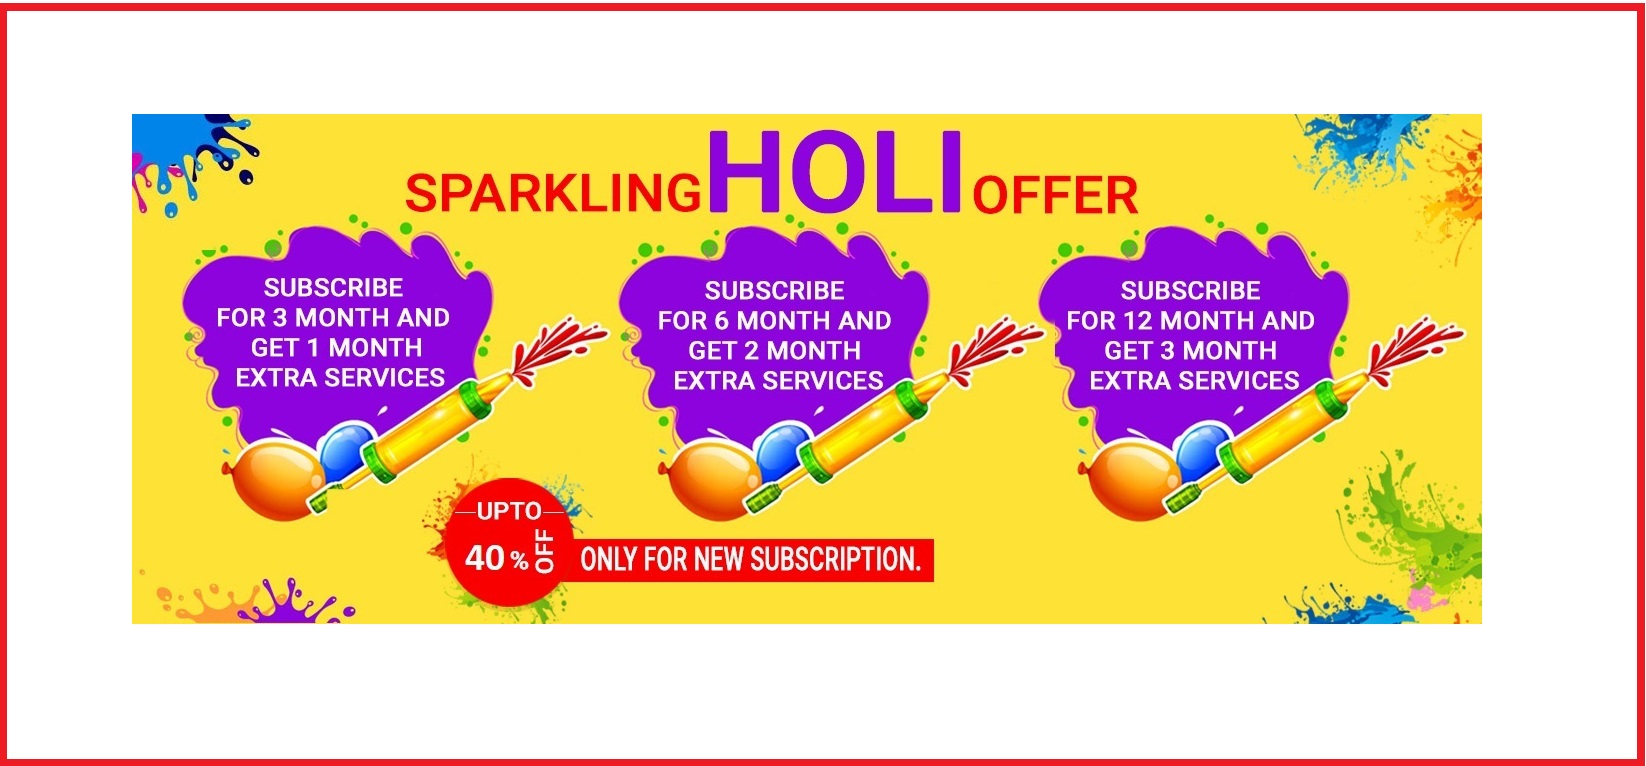 SPARKLING HOLI OFFER
SUBSCRIBE
FOR 3 MONTH AND
GET 1 MONTH
EXTRA SERVICES
SUBSCRIBE
FOR 6 MONTH AND
GET 2 MONTH
EXTRA SERVICES
SUBSCRIBE
FOR 12 MONTH AND
GET 3 MONTH
EXTRA SERVICES
UPTO
40% OFF
ONLY FOR NEW SUBSCRIPTION.